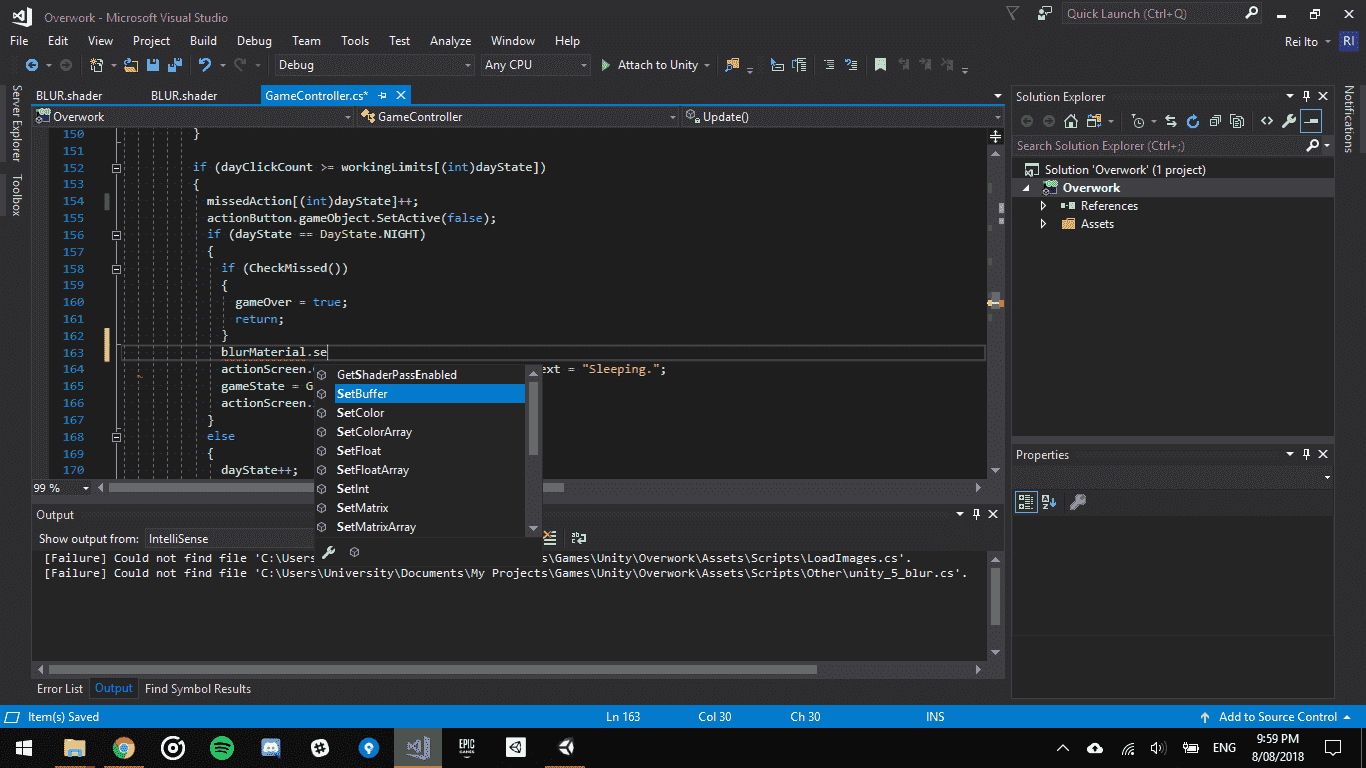 Overwork - Microsoft Visual Studio
Quick Launch (Ctrl+Q)
File Edit View Project Build Debug Team Tools Test Analyze Window Help
Rei Ito RI
Debug Any CPU Attach to Unity
Server Explorer
Toolbox
BLUR.shader BLUR.shader GameController.cs*
Overwork GameController Update()
150 }
151
152 if (dayClickCount >= workingLimits[(int)dayState])
153 {
154 missedAction[(int)dayState]++;
155 actionButton.gameObject.SetActive(false);
156 if (dayState == DayState.NIGHT)
157 {
158 if (CheckMissed())
159 {
160 gameOver = true;
161 return;
162 }
163 blurMaterial.se
164 actionScreen. ext = "Sleeping.";
165 gameState = G
166 actionScreen.
167 }
168 else
169 {
170 dayState++;
GetShaderPassEnabled
SetBuffer
SetColor
SetColorArray
SetFloat
SetFloatArray
SetInt
SetMatrix
SetMatrixArray
99 %
Output
Show output from: IntelliSense
[Failure] Could not find file 'C:\Users s\Games\Unity\Overwork\Assets\Scripts\LoadImages.cs'.
[Failure] Could not find file 'C:\Users\University\Documents\My Projects\Games\Unity\Overwork\Assets\Scripts\Other\unity_5_blur.cs'.
Error List Output Find Symbol Results
Solution Explorer
Search Solution Explorer (Ctrl+;)
Solution 'Overwork' (1 project)
Overwork
References
Assets
Properties
Notifications
Item(s) Saved Ln 163 Col 30 Ch 30 INS Add to Source Control
EPIC GAMES
ENG
9:59 PM
8/08/2018